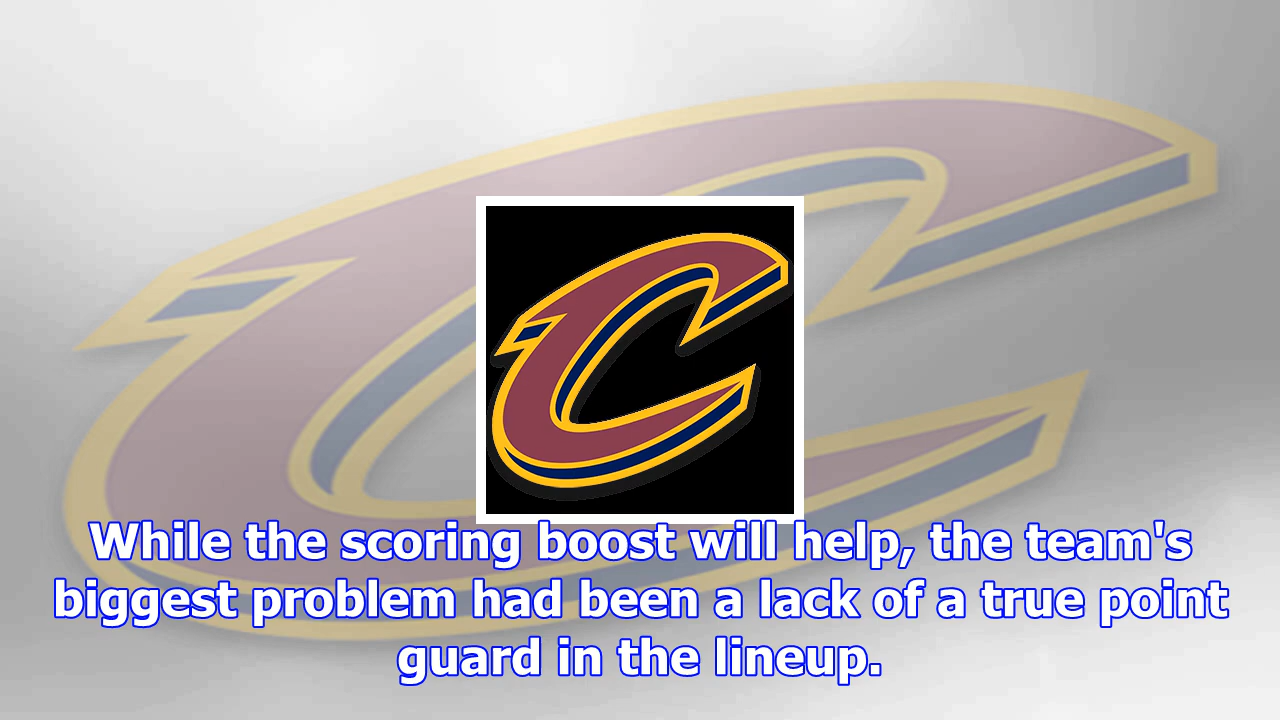 While the scoring boost will help, the team's
biggest problem had been a lack of a true point
guard in the lineup.